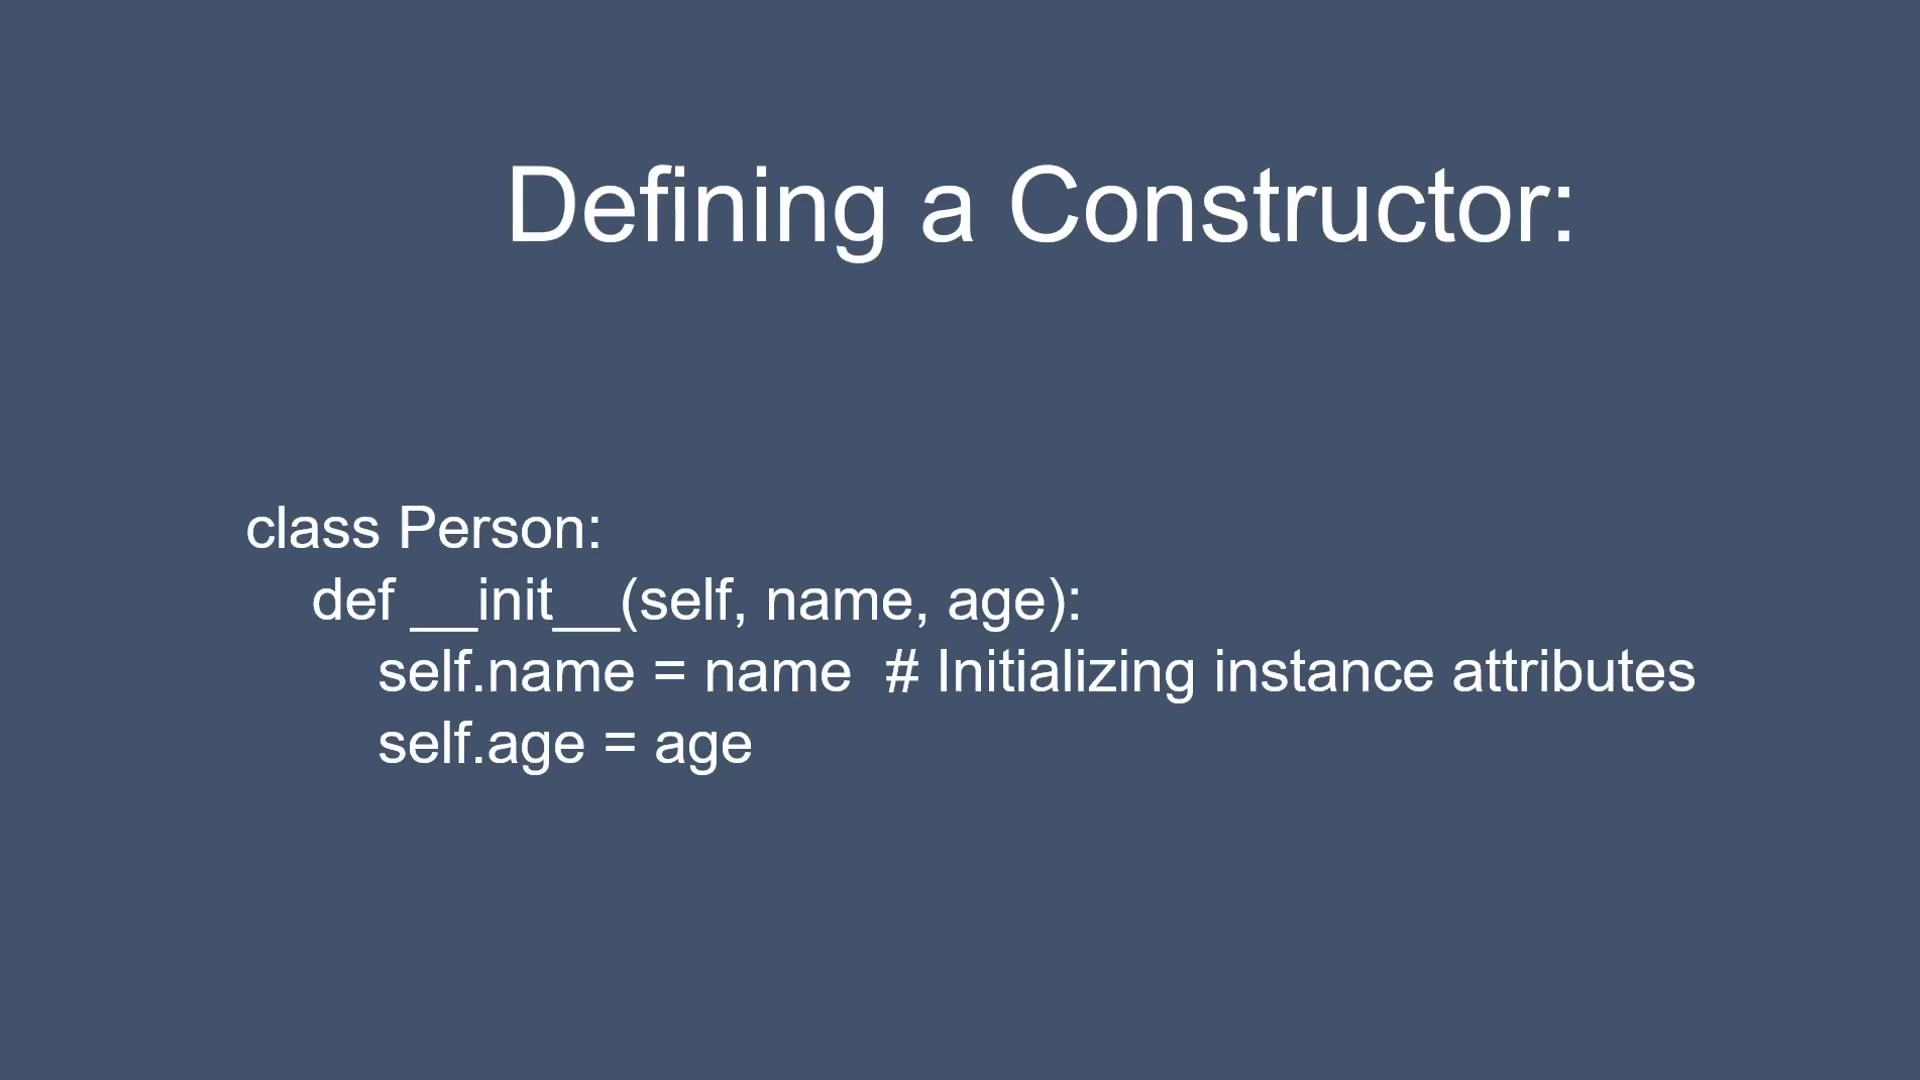 Defining a Constructor:
class Person:
    def __init__(self, name, age):
        self.name = name  # Initializing instance attributes
        self.age = age